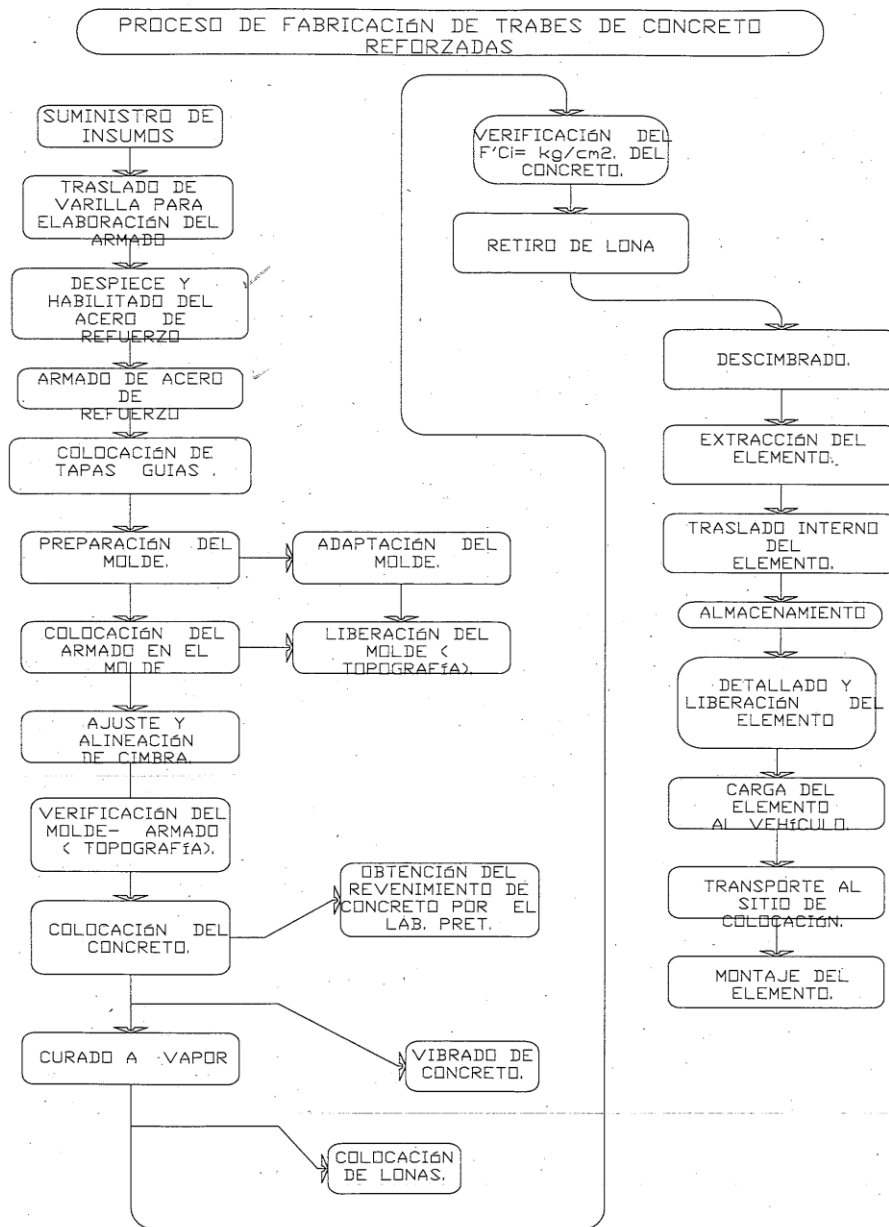 PROCESO DE FABRICACIÓN DE TRABES DE CONCRETO
REFORZADAS
SUMINISTRO DE
INSUMOS
TRASLADO DE
VARILLA PARA
ELABORACIÓN DEL
ARMADO
DESPIECE Y
HABILITADO DEL
ACERO DE
REFUERZO
ARMADO DE ACERO
DE
REFUERZO
COLOCACIÓN DE
TAPAS GUIAS .
PREPARACIÓN DEL
MOLDE.
ADAPTACIÓN DEL
MOLDE.
COLOCACIÓN DEL
ARMADO EN EL
MOLDE
LIBERACIÓN DEL
MOLDE (
TOPOGRAFÍA).
AJUSTE Y
ALINEACIÓN
DE CIMBRA.
VERIFICACIÓN DEL
MOLDE- ARMADO
( TOPOGRAFÍA).
COLOCACIÓN DEL
CONCRETO.
OBTENCIÓN DEL
REVENIMIENTO DE
CONCRETO POR EL
LAB. PRET.
CURADO A VAPOR
VIBRADO DE
CONCRETO.
COLOCACIÓN
DE LONAS.
VERIFICACIÓN DEL
F'Ci= kg/cm2. DEL
CONCRETO.
RETIRO DE LONA
DESCIMBRADO.
EXTRACCIÓN DEL
ELEMENTO.
TRASLADO INTERNO
DEL
ELEMENTO.
ALMACENAMIENTO
DETALLADO Y
LIBERACIÓN DEL
ELEMENTO
CARGA DEL
ELEMENTO
AL VEHÍCULO.
TRANSPORTE AL
SITIO DE
COLOCACIÓN.
MONTAJE DEL
ELEMENTO.